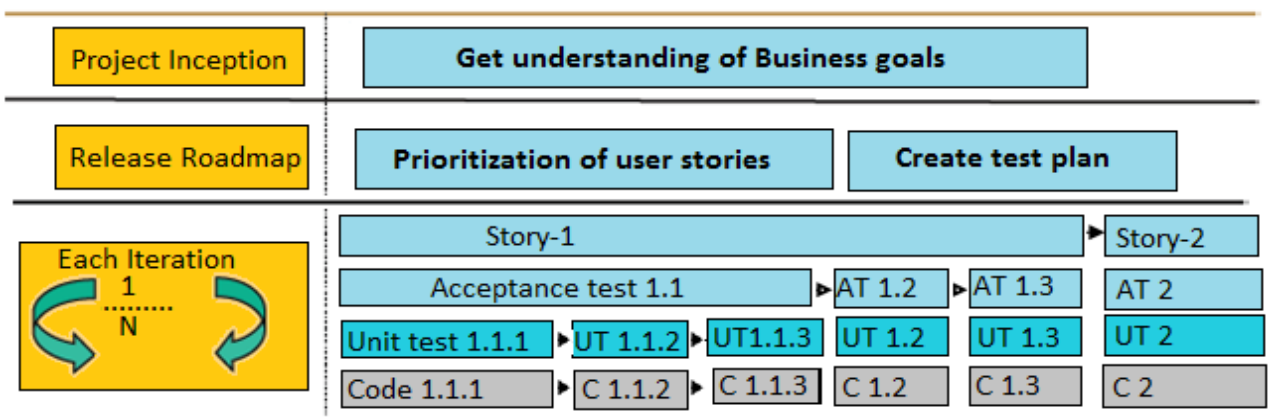 Project Inception
Get understanding of Business goals
Release Roadmap
Prioritization of user stories
Create test plan
Each Iteration
1
.........
N
Story-1
Story-2
Acceptance test 1.1
AT 1.2
AT 1.3
AT 2
Unit test 1.1.1
UT 1.1.2
UT1.1.3
UT 1.2
UT 1.3
UT 2
Code 1.1.1
C 1.1.2
C 1.1.3
C 1.2
C 1.3
C 2